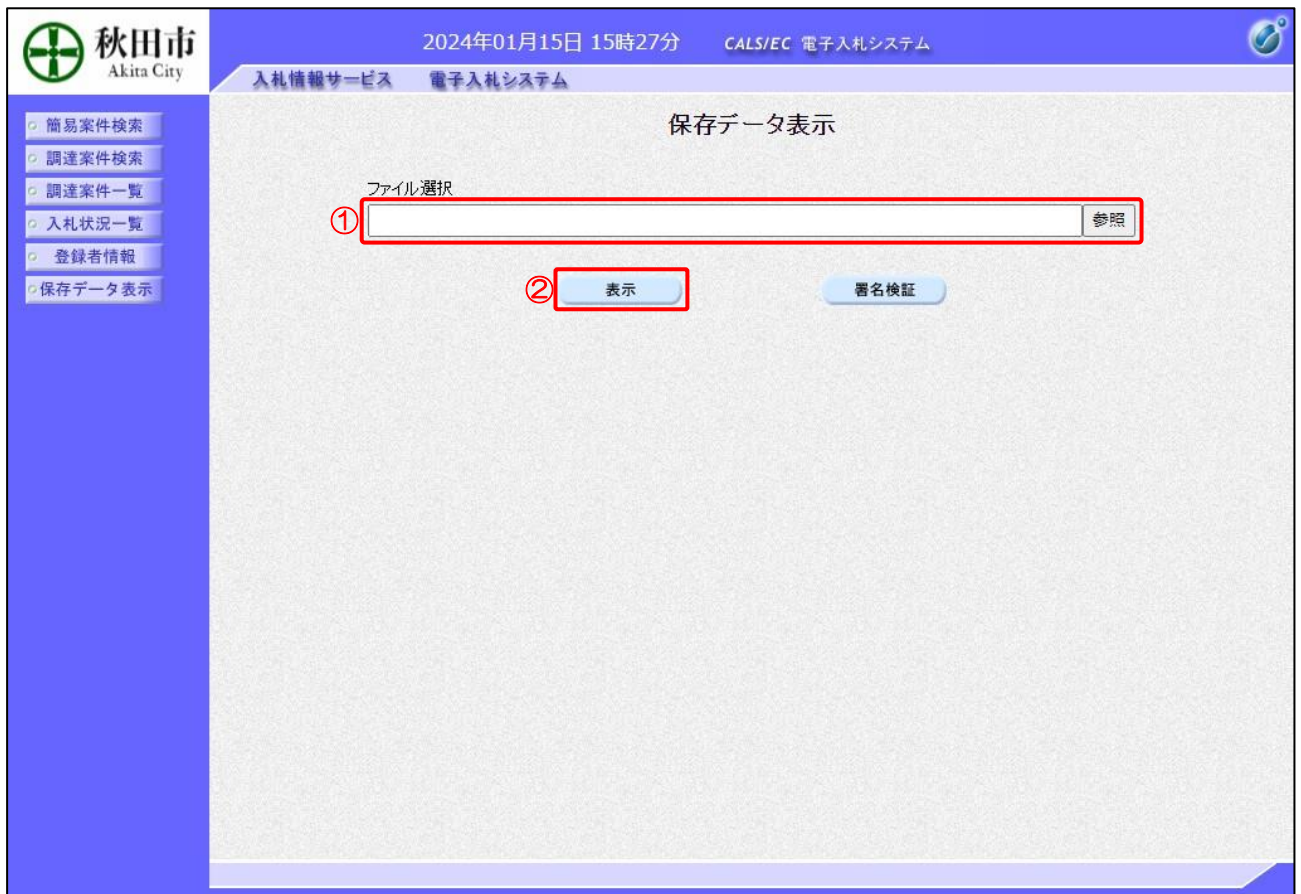 秋田市
Akita City
2024年01月15日 15時27分 CALS/EC 電子入札システム
入札情報サービス 電子入札システム
簡易案件検索
調達案件検索
調達案件一覧
入札状況一覧
登録者情報
保存データ表示
保存データ表示
ファイル選択
① 参照
② 表示 署名検証